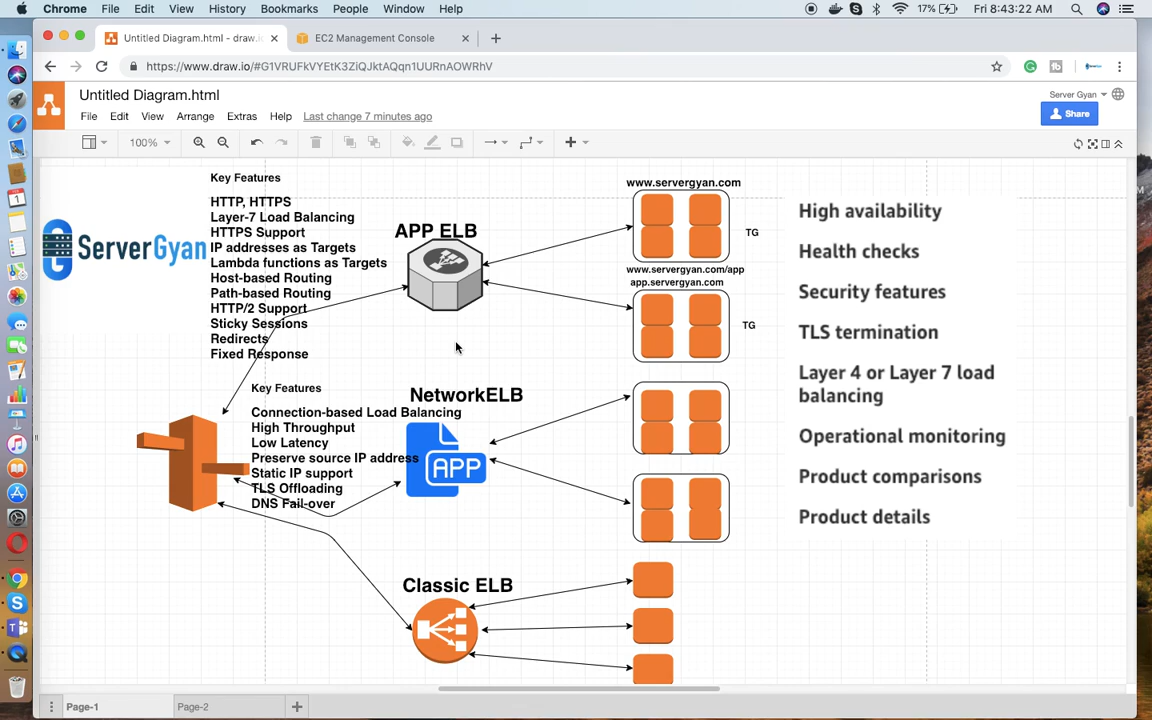 Chrome File Edit View History Bookmarks People Window Help 17% Fri 8:43:22 AM
Untitled Diagram.html - draw.i
EC2 Management Console
https://www.draw.io/#G1VRUFkVYEtK3ZiQJktAQqn1UURnAOWRhV
Untitled Diagram.html
Server Gyan
File Edit View Arrange Extras Help Last change 7 minutes ago
Share
100%
Key Features
HTTP, HTTPS
Layer-7 Load Balancing
HTTPS Support
IP addresses as Targets
Lambda functions as Targets
Host-based Routing
Path-based Routing
HTTP/2 Support
Sticky Sessions
Redirects
Fixed Response
ServerGyan
APP ELB
www.servergyan.com
TG
www.servergyan.com/app
app.servergyan.com
TG
High availability
Health checks
Security features
TLS termination
Layer 4 or Layer 7 load
balancing
Operational monitoring
Product comparisons
Product details
Key Features
Connection-based Load Balancing
High Throughput
Low Latency
Preserve source IP address
Static IP support
TLS Offloading
DNS Fail-over
NetworkELB
APP
Classic ELB
Page-1
Page-2